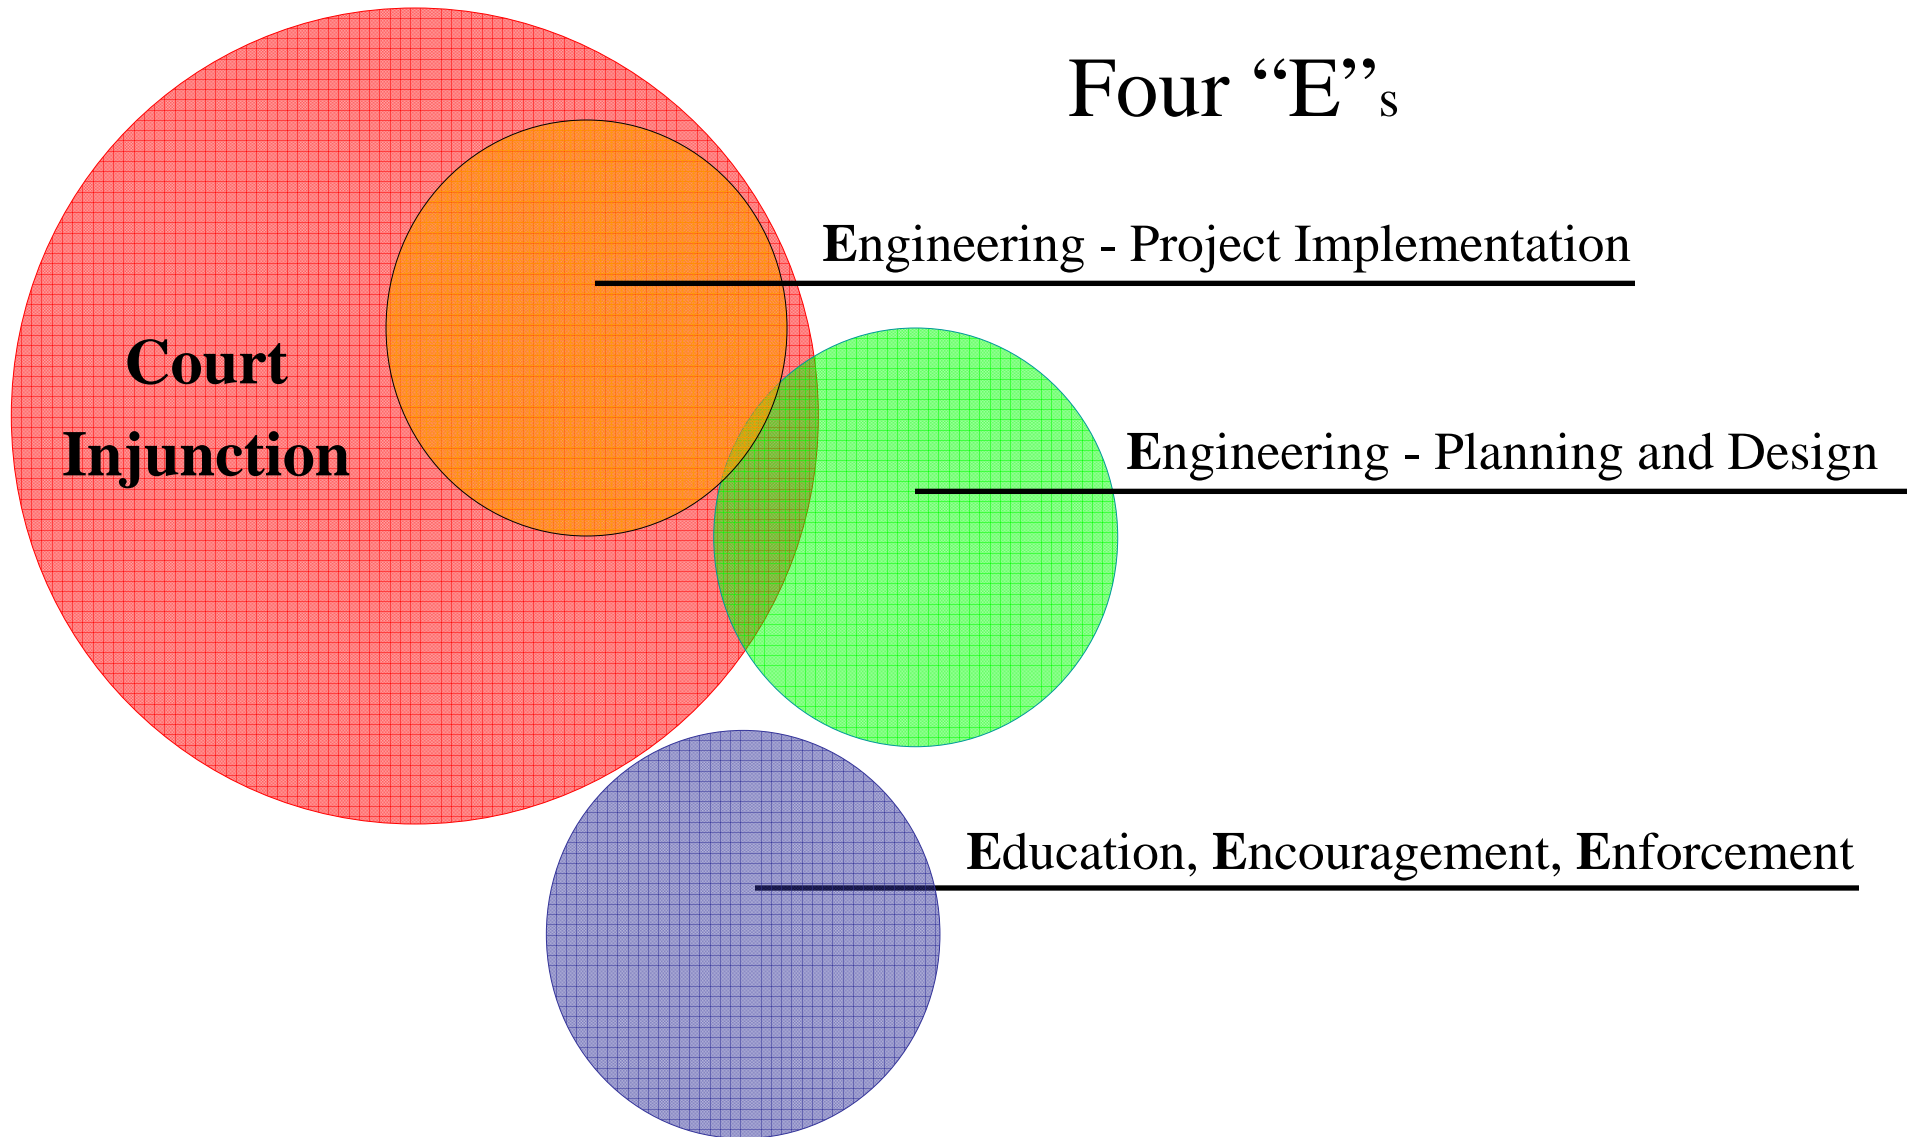 Four “E”s
Engineering - Project Implementation
Court
Injunction
Engineering - Planning and Design
Education, Encouragement, Enforcement